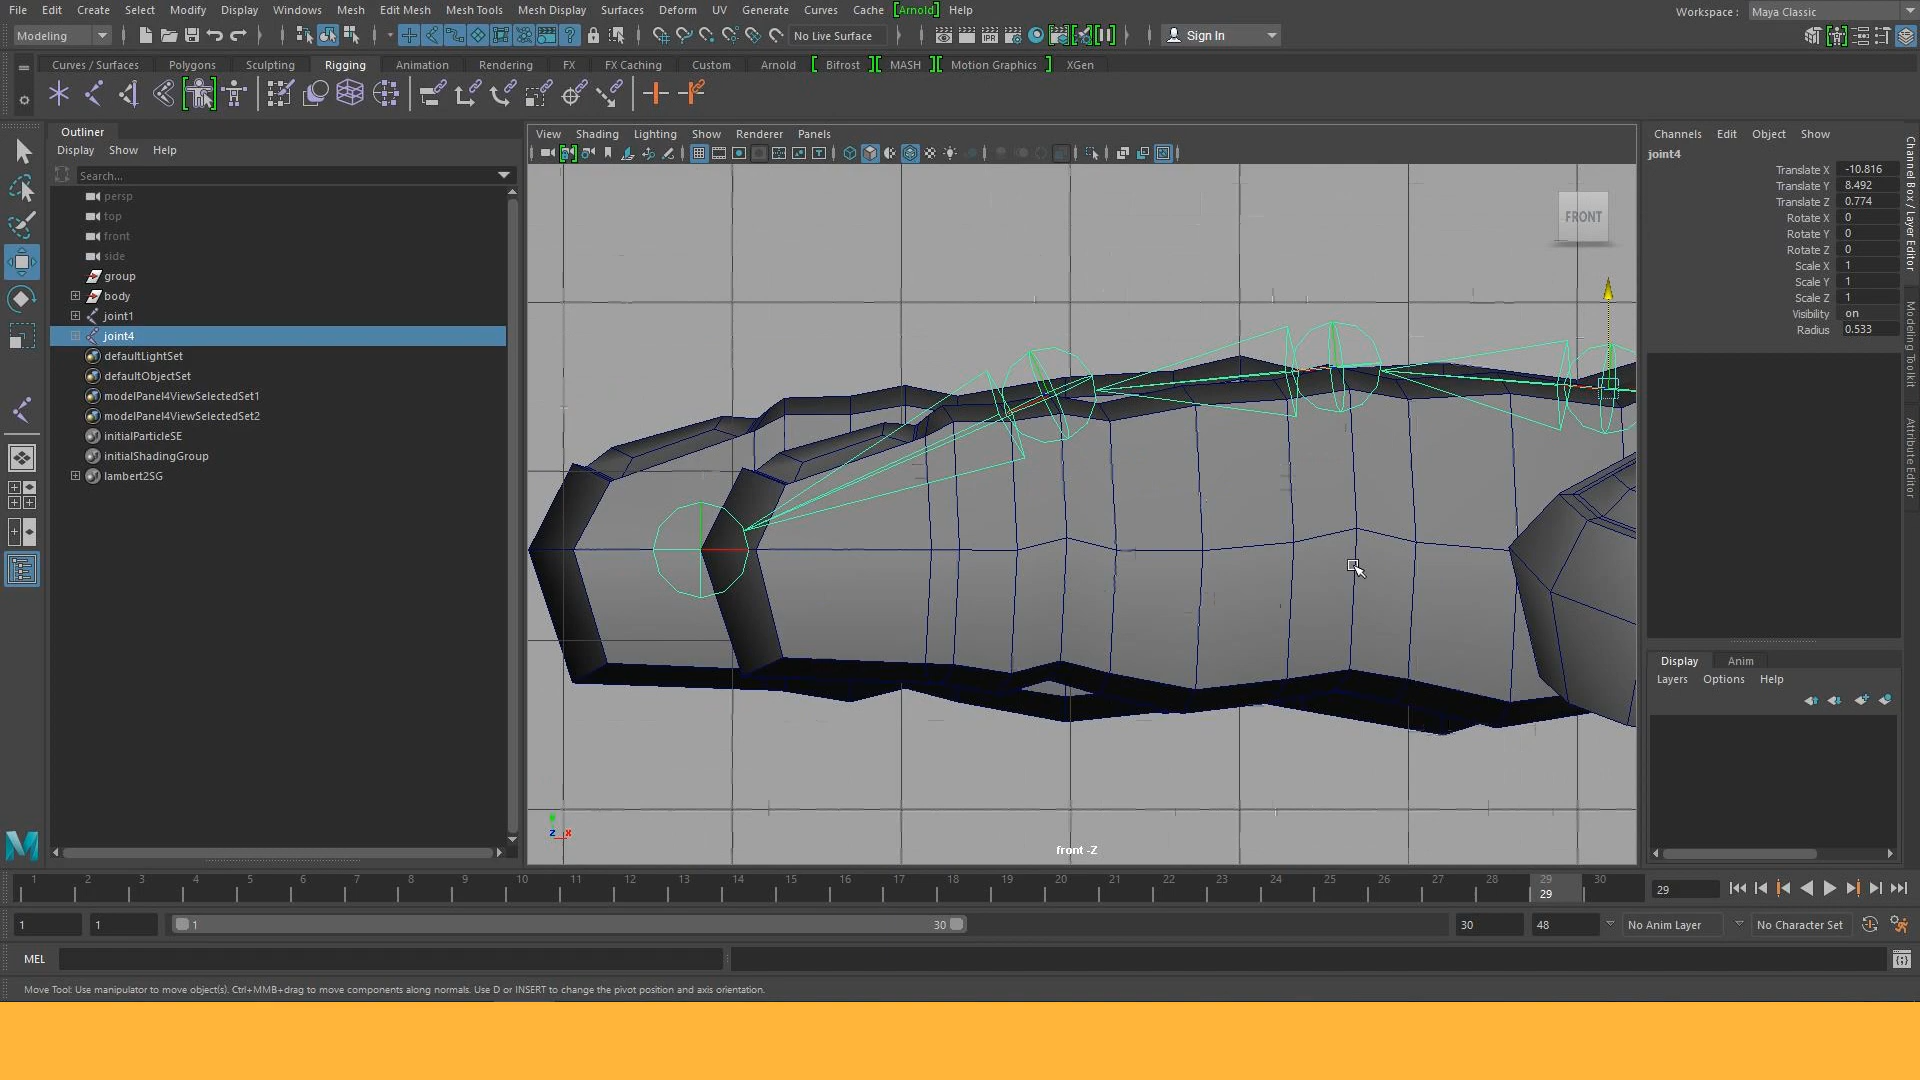 File Edit Create Select Modify Display Windows Mesh Edit Mesh Mesh Tools Mesh Display Surfaces Deform UV Generate Curves Cache Arnold Help
Workspace : Maya Classic
Modeling No Live Surface Sign In
Curves / Surfaces Polygons Sculpting Rigging Animation Rendering FX FX Caching Custom Arnold Bifrost MASH Motion Graphics XGen
Outliner
Display Show Help
Search...
persp
top
front
side
group
body
joint1
joint4
defaultLightSet
defaultObjectSet
modelPanel4ViewSelectedSet1
modelPanel4ViewSelectedSet2
initialParticleSE
initialShadingGroup
lambert2SG
View Shading Lighting Show Renderer Panels
FRONT
z x
front -Z
Channels Edit Object Show
joint4
Translate X -10.816
Translate Y 8.492
Translate Z 0.774
Rotate X 0
Rotate Y 0
Rotate Z 0
Scale X 1
Scale Y 1
Scale Z 1
Visibility on
Radius 0.533
Channel Box / Layer Editor
Modeling Toolkit
Attribute Editor
Display Anim
Layers Options Help
1 2 3 4 5 6 7 8 9 10 11 12 13 14 15 16 17 18 19 20 21 22 23 24 25 26 27 28 29 30
29
29
1 1 1 30 30 48 No Anim Layer No Character Set
MEL
Move Tool: Use manipulator to move object(s). Ctrl+MMB+drag to move components along normals. Use D or INSERT to change the pivot position and axis orientation.